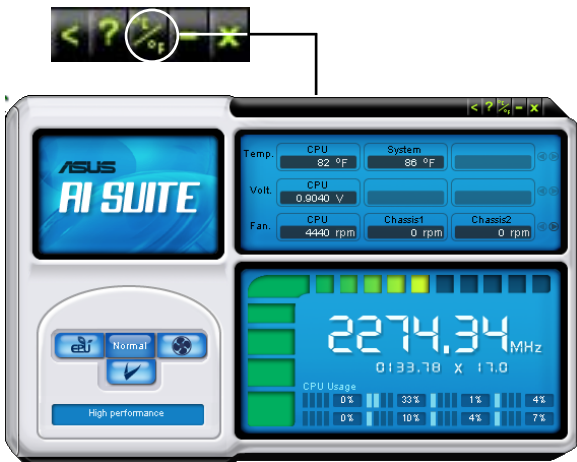 < ? °C/°F - x
< ? °C/°F - x
ASUS
AI SUITE
Temp. CPU 82 °F System 86 °F
Volt. CPU 0.9040 V
Fan. CPU 4440 rpm Chassis1 0 rpm Chassis2 0 rpm
2274.34 MHz
0133.78 X 17.0
CPU Usage
0% 33% 1% 4%
0% 10% 4% 7%
epu Normal
High performance